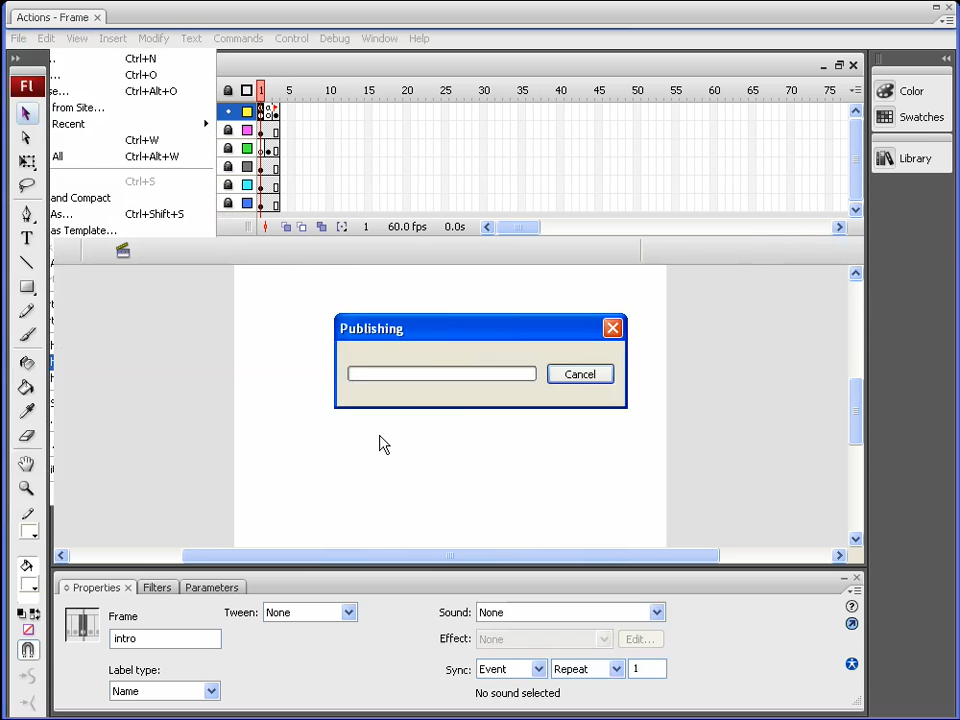 Actions - Frame
File Edit View Insert Modify Text Commands Control Debug Window Help
.. Ctrl+N
... Ctrl+O
se... Ctrl+Alt+O
from Site...
Recent
Ctrl+W
All Ctrl+Alt+W
Ctrl+S
and Compact
As... Ctrl+Shift+S
as Template...
Fl
T
1 5 10 15 20 25 30 35 40 45 50 55 60 65 70 75
1 60.0 fps 0.0s
Color
Swatches
Library
Publishing
Cancel
Properties Filters Parameters
Frame
intro
Label type:
Name
Tween: None
Sound: None
Effect: None Edit...
Sync: Event Repeat 1
No sound selected